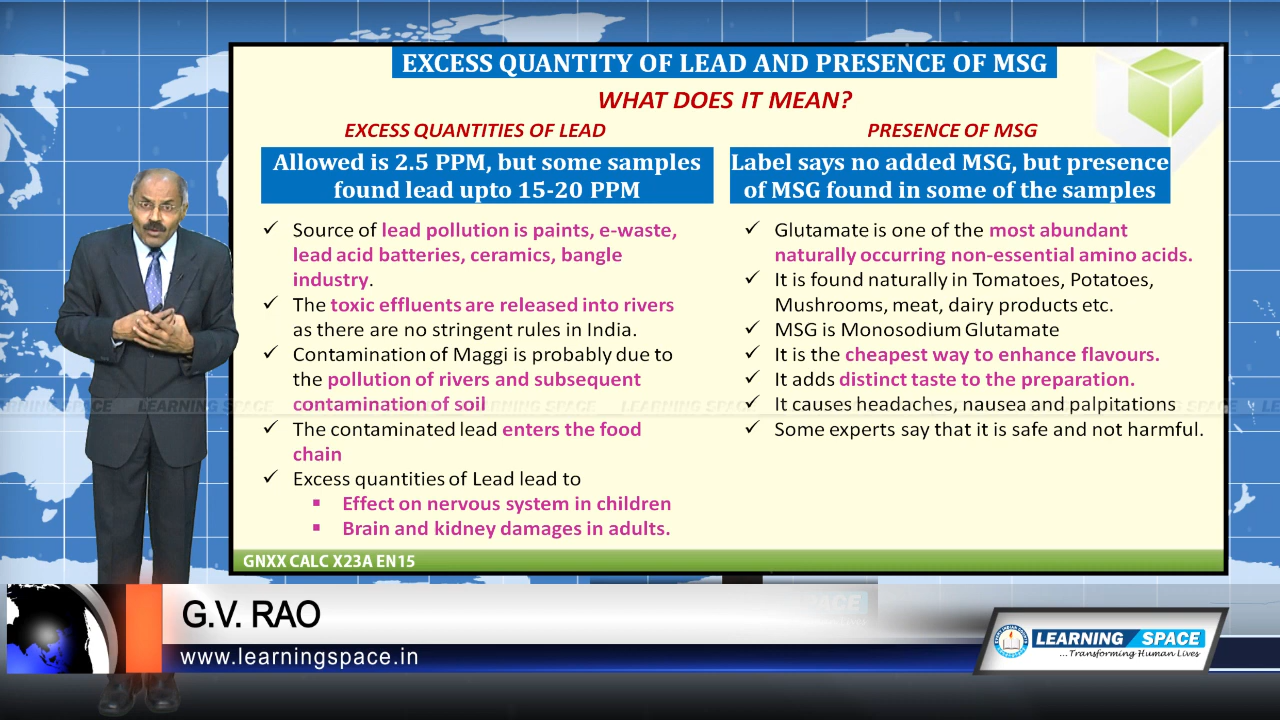 EXCESS QUANTITY OF LEAD AND PRESENCE OF MSG
WHAT DOES IT MEAN?
EXCESS QUANTITIES OF LEAD
Allowed is 2.5 PPM, but some samples
found lead upto 15-20 PPM
✓ Source of lead pollution is paints, e-waste,
lead acid batteries, ceramics, bangle
industry.
✓ The toxic effluents are released into rivers
as there are no stringent rules in India.
✓ Contamination of Maggi is probably due to
the pollution of rivers and subsequent
contamination of soil
✓ The contaminated lead enters the food
chain
✓ Excess quantities of Lead lead to
▪ Effect on nervous system in children
▪ Brain and kidney damages in adults.
PRESENCE OF MSG
Label says no added MSG, but presence
of MSG found in some of the samples
✓ Glutamate is one of the most abundant
naturally occurring non-essential amino acids.
✓ It is found naturally in Tomatoes, Potatoes,
Mushrooms, meat, dairy products etc.
✓ MSG is Monosodium Glutamate
✓ It is the cheapest way to enhance flavours.
✓ It adds distinct taste to the preparation.
✓ It causes headaches, nausea and palpitations
✓ Some experts say that it is safe and not harmful.
LEARNING SPACE
GNXX CALC X23A EN15
G.V. RAO
www.learningspace.in
LEARNING SPACE
...Transforming Human Lives